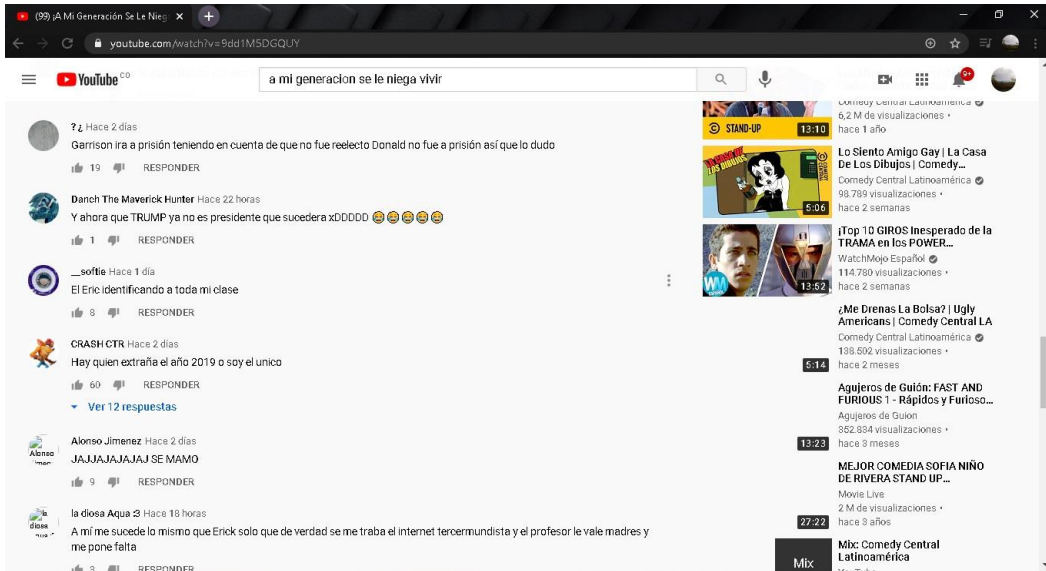 (99) ¡A Mi Generación Se Le Nieg
youtube.com/watch?v=9dd1M5DGQUY
YouTube CO
a mi generacion se le niega vivir
9+
? ¿ Hace 2 días
Garrison ira a prisión teniendo en cuenta de que no fue reelecto Donald no fue a prisión así que lo dudo
19 RESPONDER
Danch The Maverick Hunter Hace 22 horas
Y ahora que TRUMP ya no es presidente que sucedera xDDDDD 😂😂😂😂😂
1 RESPONDER
__softie Hace 1 día
El Eric identificando a toda mi clase
8 RESPONDER
CRASH CTR Hace 2 días
Hay quien extraña el año 2019 o soy el unico
60 RESPONDER
Ver 12 respuestas
Alonso Jimenez Hace 2 días
JAJJAJAJAJAJ SE MAMO
9 RESPONDER
la diosa Aqua :3 Hace 18 horas
A mí me sucede lo mismo que Erick solo que de verdad se me traba el internet tercermundista y el profesor le vale madres y
me pone falta
3 RESPONDER
STAND-UP
13:10
Comedy Central Latinoamérica
6,2 M de visualizaciones •
hace 1 año
LA CASA DE
LOS DIBUJOS
5:06
Lo Siento Amigo Gay | La Casa
De Los Dibujos | Comedy...
Comedy Central Latinoamérica
98.789 visualizaciones •
hace 2 semanas
13:52
¡Top 10 GIROS Inesperado de la
TRAMA en los POWER...
WatchMojo Español
114.780 visualizaciones •
hace 2 semanas
5:14
¿Me Drenas La Bolsa? | Ugly
Americans | Comedy Central LA
Comedy Central Latinoamérica
138.502 visualizaciones •
hace 2 meses
13:23
Agujeros de Guión: FAST AND
FURIOUS 1 - Rápidos y Furioso...
Agujeros de Guion
352.834 visualizaciones •
hace 3 meses
27:22
MEJOR COMEDIA SOFIA NIÑO
DE RIVERA STAND UP...
Movie Live
2 M de visualizaciones •
hace 3 años
Mix
Mix: Comedy Central
Latinoamérica
YouTube